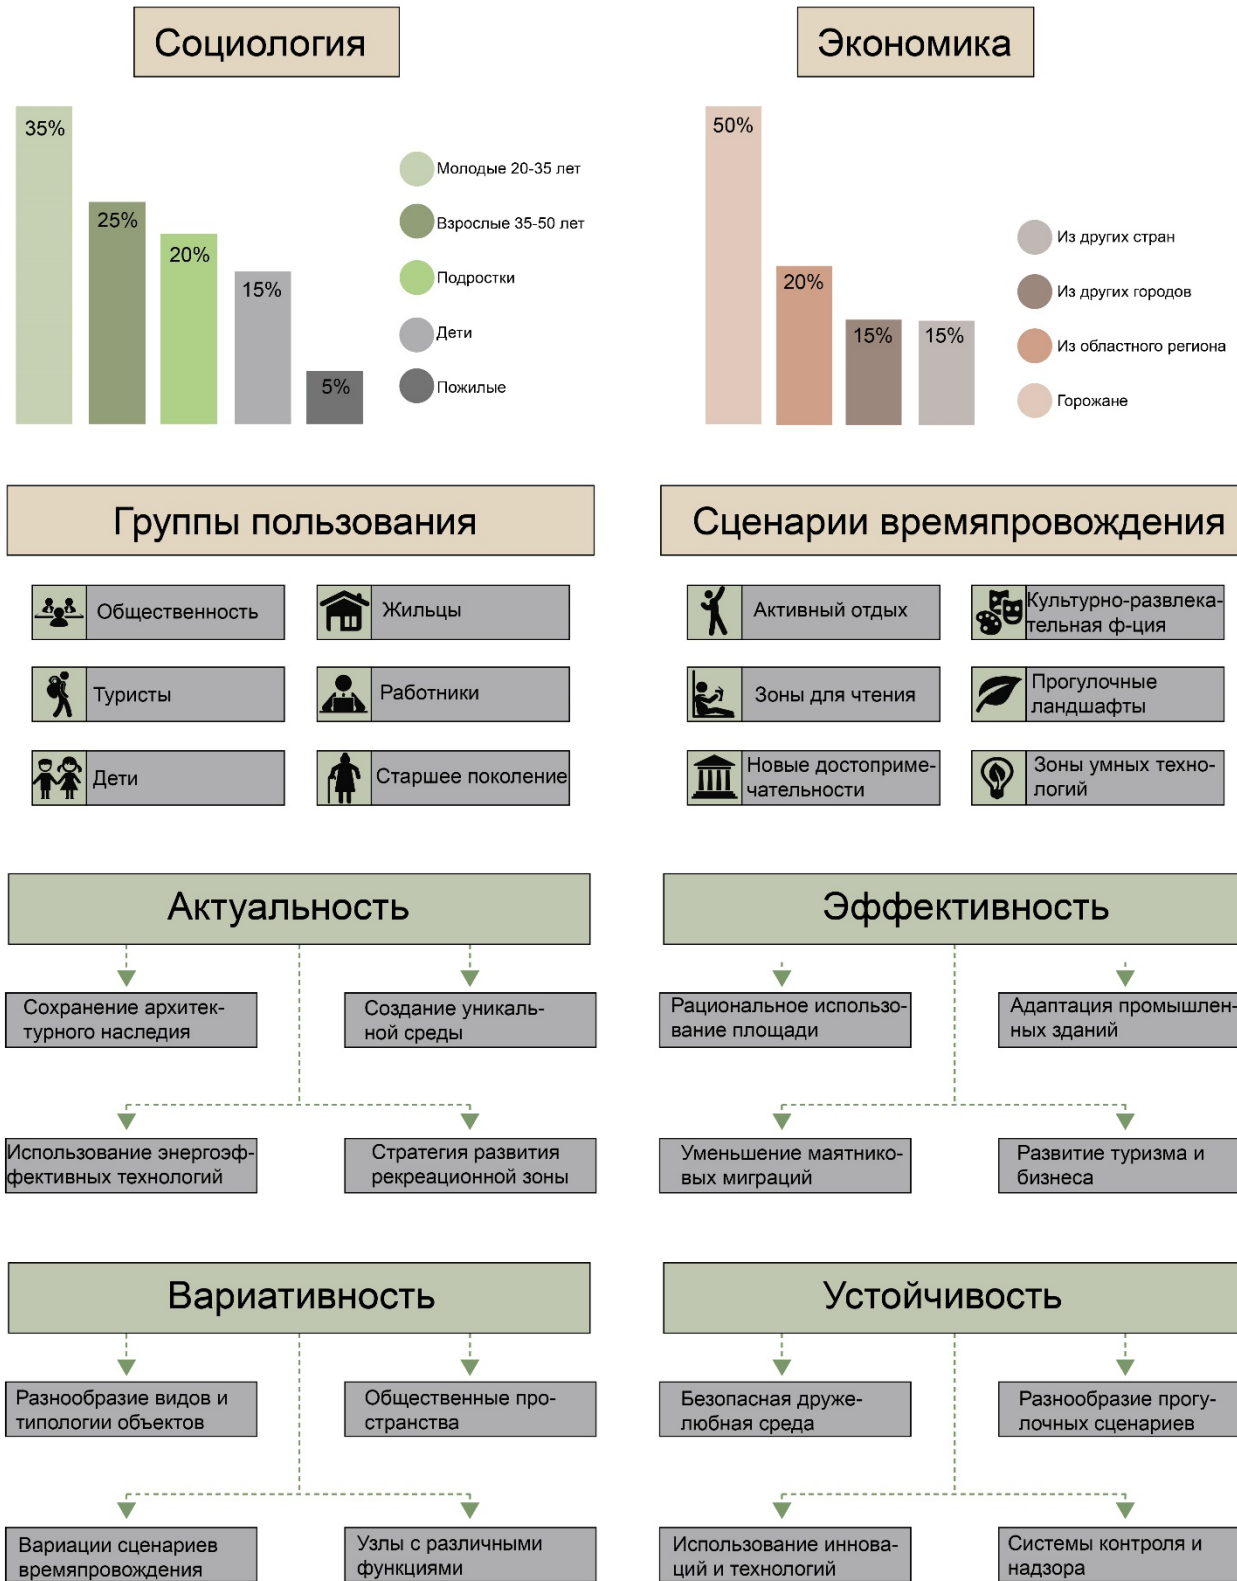 Социология
35%
25%
20%
15%
5%
Молодые 20-35 лет
Взрослые 35-50 лет
Подростки
Дети
Пожилые
Экономика
50%
20%
15%
15%
Из других стран
Из других городов
Из областного региона
Горожане
Группы пользования
Общественность
Жильцы
Туристы
Работники
Дети
Старшее поколение
Сценарии времяпровождения
Активный отдых
Культурно-развлека-
тельная ф-ция
Зоны для чтения
Прогулочные
ландшафты
Новые достоприме-
чательности
Зоны умных техно-
логий
Актуальность
Сохранение архитек-
турного наследия
Создание уникаль-
ной среды
Использование энергоэф-
фективных технологий
Стратегия развития
рекреационной зоны
Эффективность
Рациональное использо-
вание площади
Адаптация промышлен-
ных зданий
Уменьшение маятнико-
вых миграций
Развитие туризма и
бизнеса
Вариативность
Разнообразие видов и
типологии объектов
Общественные про-
странства
Вариации сценариев
времяпровождения
Узлы с различными
функциями
Устойчивость
Безопасная друже-
любная среда
Разнообразие прогу-
лочных сценариев
Использование иннова-
ций и технологий
Системы контроля и
надзора